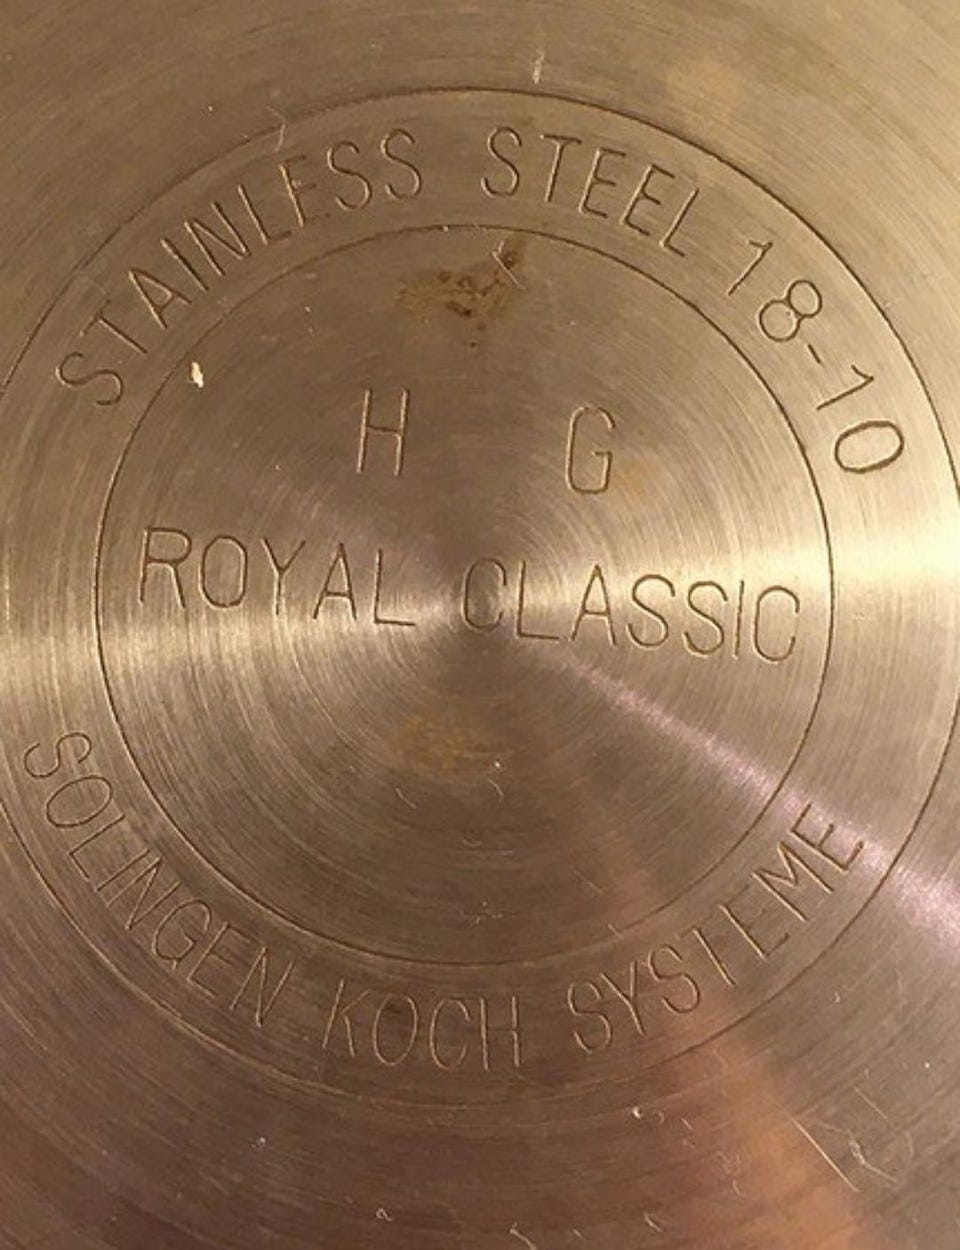 STAINLESS STEEL 18-10
H G
ROYAL CLASSIC
SOLINGEN KOCH SYSTEME